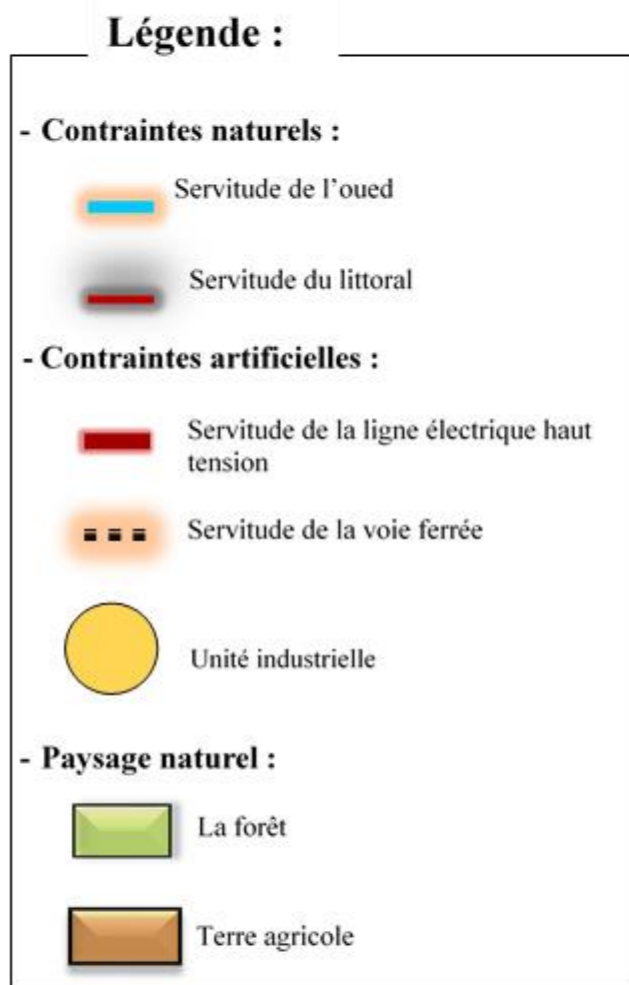 Légende :
- Contraintes naturels :
Servitude de l'oued
Servitude du littoral
- Contraintes artificielles :
Servitude de la ligne électrique haut
tension
Servitude de la voie ferrée
Unité industrielle
- Paysage naturel :
La forêt
Terre agricole